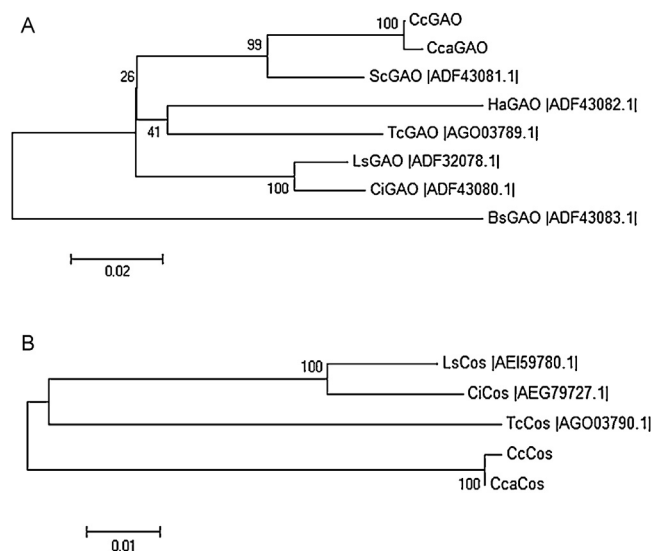 A
100
CcGAO
CcaGAO
99
ScGAO |ADF43081.1|
26
HaGAO |ADF43082.1|
41
TcGAO |AGO03789.1|
LsGAO |ADF32078.1|
100
CiGAO |ADF43080.1|
BsGAO |ADF43083.1|
0.02
B
100
LsCos |AEI59780.1|
CiCos |AEG79727.1|
TcCos |AGO03790.1|
CcCos
100
CcaCos
0.01